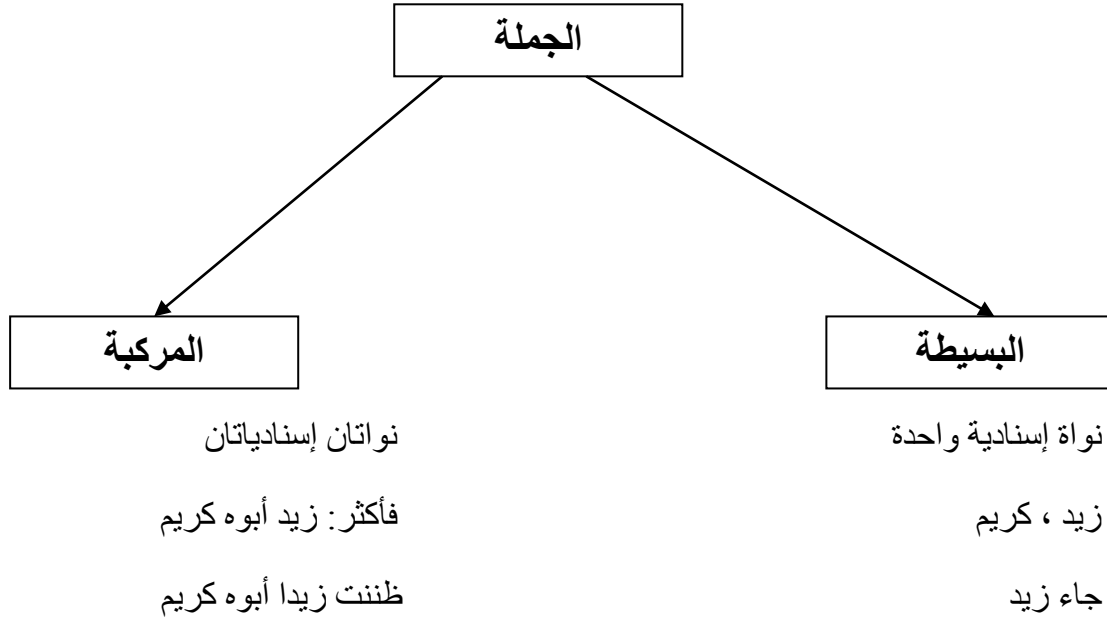 الجملة
البسيطة
نواة إسنادية واحدة
زيد ، كريم
جاء زيد
المركبة
نواتان إسنادياتان
فأكثر: زيد أبوه كريم
ظننت زيدا أبوه كريم